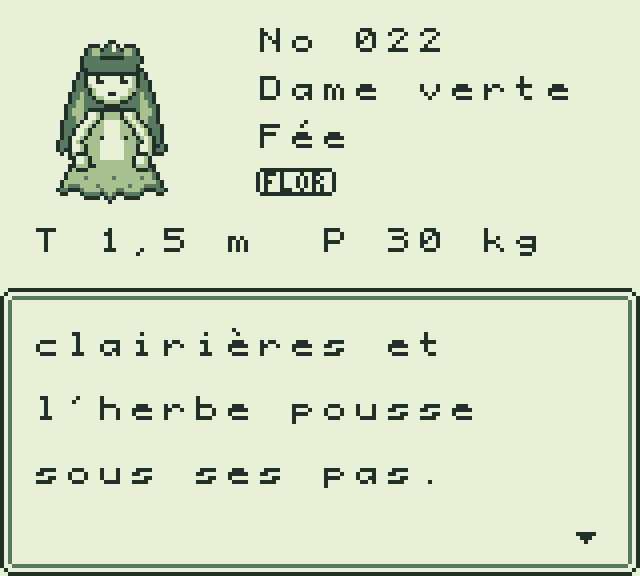 No 022
Dame verte
Fée
FLOR
T 1,5 m P 30 kg
clairières et
l'herbe pousse
sous ses pas.